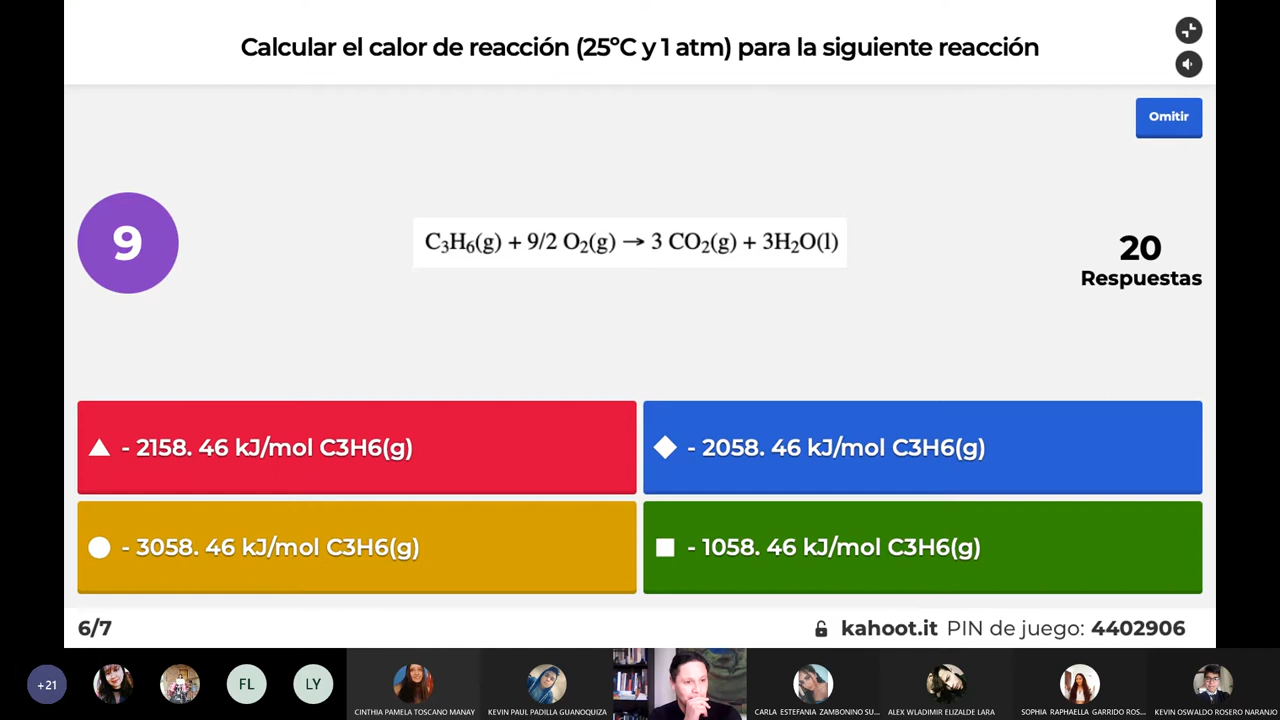 Calcular el calor de reacción (25ºC y 1 atm) para la siguiente reacción
Omitir
9
C₃H₆(g) + 9/2 O₂(g) → 3 CO₂(g) + 3H₂O(l)
20
Respuestas
- 2158. 46 kJ/mol C3H6(g)
- 2058. 46 kJ/mol C3H6(g)
- 3058. 46 kJ/mol C3H6(g)
- 1058. 46 kJ/mol C3H6(g)
6/7
kahoot.it PIN de juego: 4402906
+21
FL
LY
CINTHIA PAMELA TOSCANO MANAY
KEVIN PAUL PADILLA GUANOQUIZA
CARLA ESTEFANIA ZAMBONINO SU...
ALEX WLADIMIR ELIZALDE LARA
SOPHIA RAPHAELLA GARRIDO ROS...
KEVIN OSWALDO ROSERO NARANJO